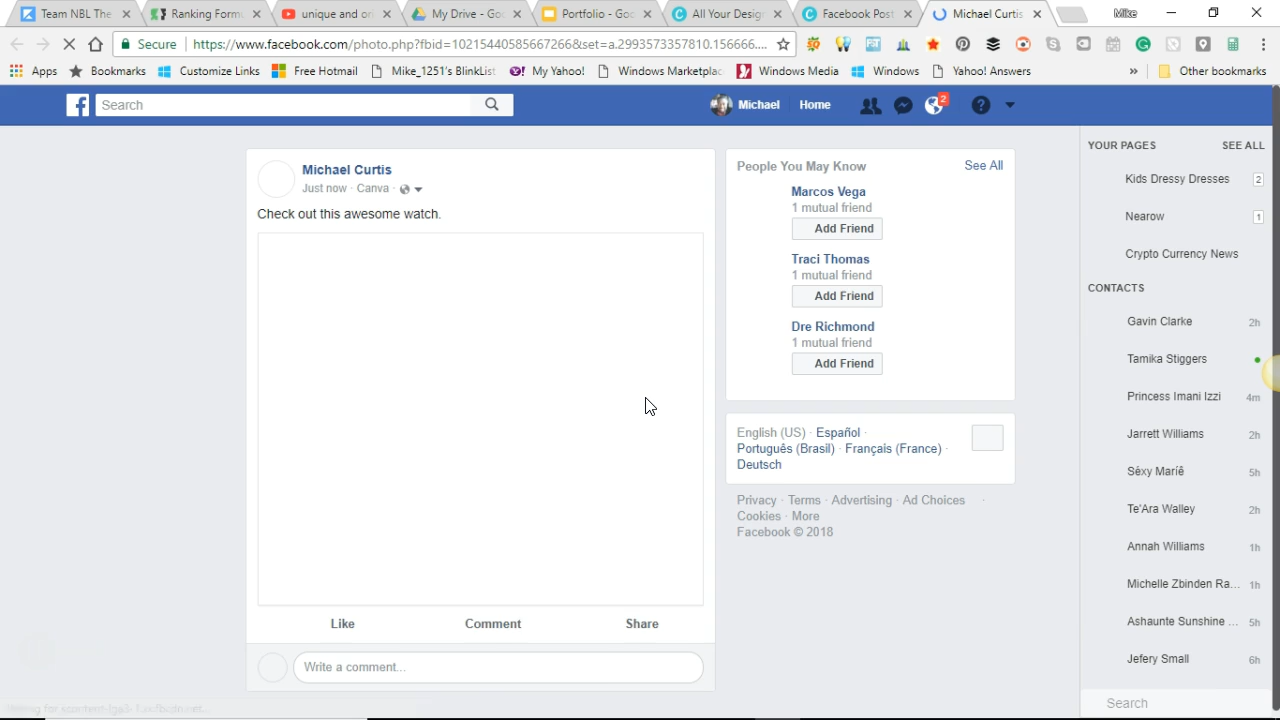 Team NBL The
Ranking Form
unique and or
My Drive - Go
Portfolio - Goo
All Your Desig
Facebook Post
Michael Curtis
Mike
Secure
https://www.facebook.com/photo.php?fbid=10215440585667266&set=a.2993573357810.156666....
Apps
Bookmarks
Customize Links
Free Hotmail
Mike_1251's BlinkList
My Yahoo!
Windows Marketplac
Windows Media
Windows
Yahoo! Answers
»
Other bookmarks
Search
Michael
Home
2
Michael Curtis
Just now · Canva ·
Check out this awesome watch.
Like
Comment
Share
Write a comment...
People You May Know
See All
Marcos Vega
1 mutual friend
Add Friend
Traci Thomas
1 mutual friend
Add Friend
Dre Richmond
1 mutual friend
Add Friend
English (US) · Español ·
Português (Brasil) · Français (France) ·
Deutsch
Privacy · Terms · Advertising · Ad Choices ·
Cookies · More
Facebook © 2018
YOUR PAGES
SEE ALL
Kids Dressy Dresses
2
Nearow
1
Crypto Currency News
CONTACTS
Gavin Clarke
2h
Tamika Stiggers
Princess Imani Izzi
4m
Jarrett Williams
2h
Sêxy Mariê
5h
Te'Ara Walley
2h
Annah Williams
1h
Michelle Zbinden Ra...
1h
Ashaunte Sunshine ...
5h
Jefery Small
6h
Search